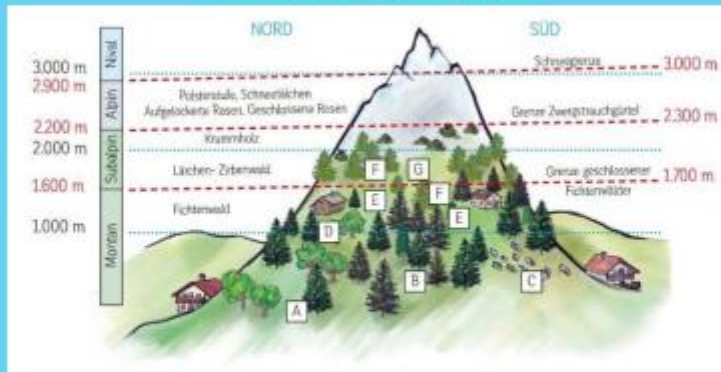 NORD
SÜD
Nival
3.000 m
2.900 m
Schneegrenze
3.000 m
Alpin
Polsterstufe, Schneetälchen
Aufgelockerte Rasen, Geschlossene Rasen
Grenze Zwergstrauchgürtel
2.300 m
2.200 m
Krummholz
2.000 m
Subalpin
Lärchen- Zirbenwald
F
G
Grenze geschlossener
Fichtenwälder
1.700 m
1.600 m
F
E
E
Fichtenwald
D
1.000 m
Montan
B
C
A